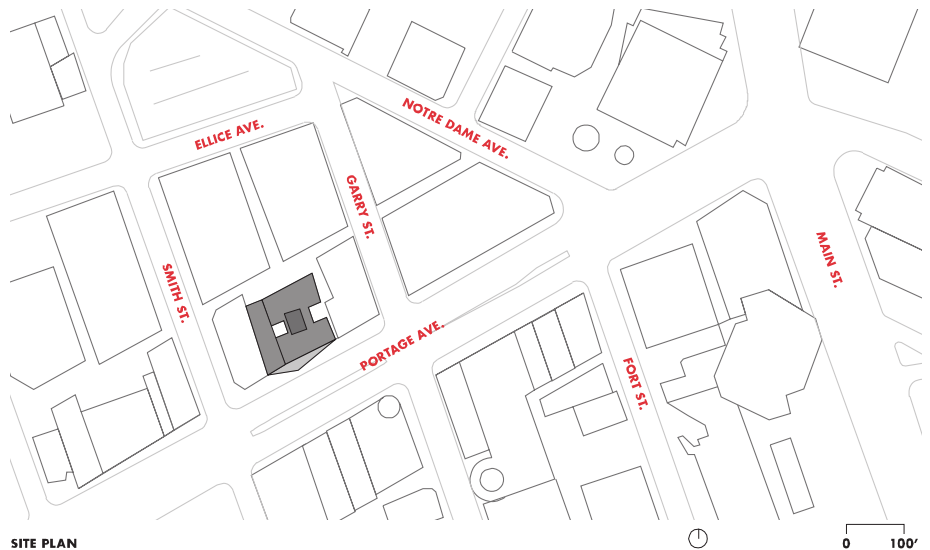 NOTRE DAME AVE.
ELLICE AVE.
GARRY ST.
MAIN ST.
SMITH ST.
PORTAGE AVE.
FORT ST.
SITE PLAN
0 100'